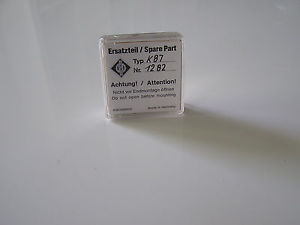 Ersatzteil / Spare Part
Typ K 87
Nr. 1282
Achtung! / Attention!
Nicht vor Endmontage öffnen
Do not open before mounting
Made in Germany